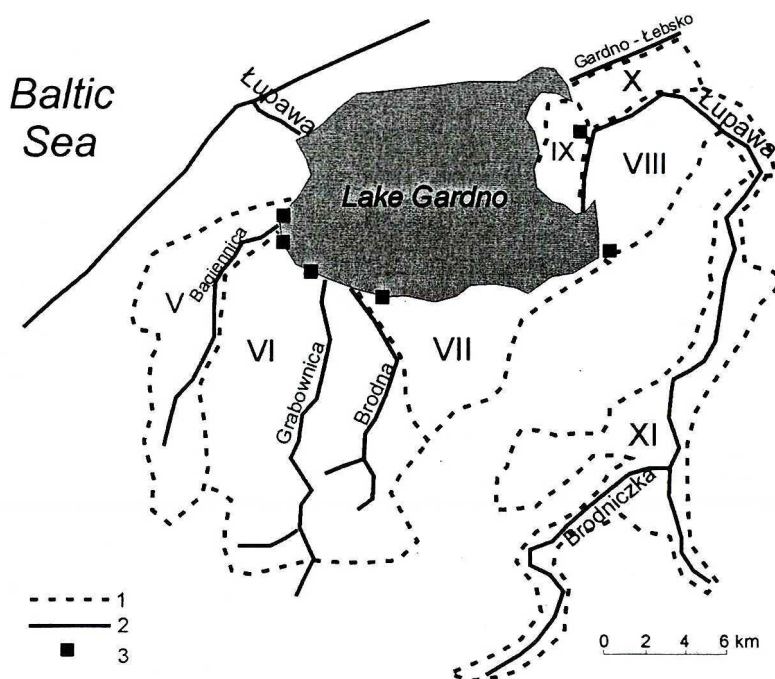 Baltic
Sea
Łupawa
Gardno - Łebsko
X
Łupawa
IX
VIII
Lake Gardno
Bagiennica
V
VI
Grabownica
Brodna
VII
XI
Brodniczka
1
2
3
0 2 4 6 km